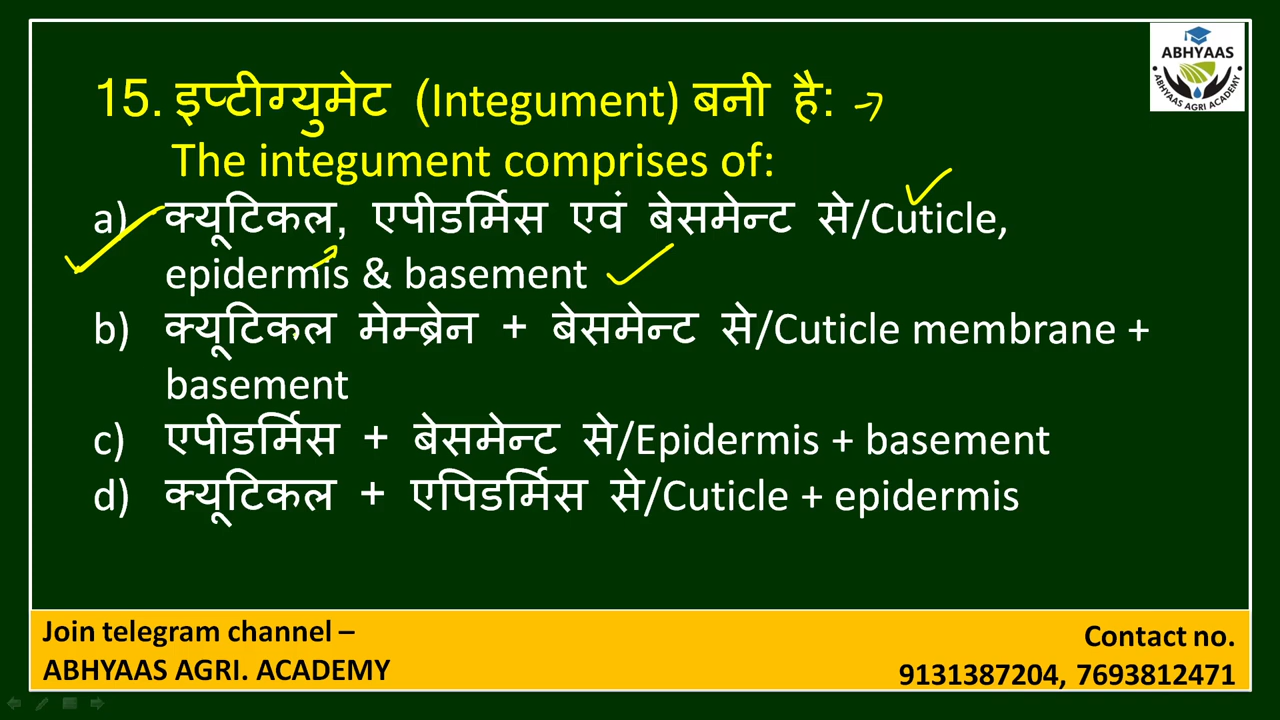 ABHYAAS
ABHYAAS AGRI ACADEMY
15. इप्टीग्युमेट (Integument) बनी है:
The integument comprises of:
a) क्यूटिकल, एपीडर्मिस एवं बेसमेन्ट से/Cuticle,
epidermis & basement
b) क्यूटिकल मेम्ब्रेन + बेसमेन्ट से/Cuticle membrane +
basement
c) एपीडर्मिस + बेसमेन्ट से/Epidermis + basement
d) क्यूटिकल + एपिडर्मिस से/Cuticle + epidermis
Join telegram channel –
ABHYAAS AGRI. ACADEMY
Contact no.
9131387204, 7693812471